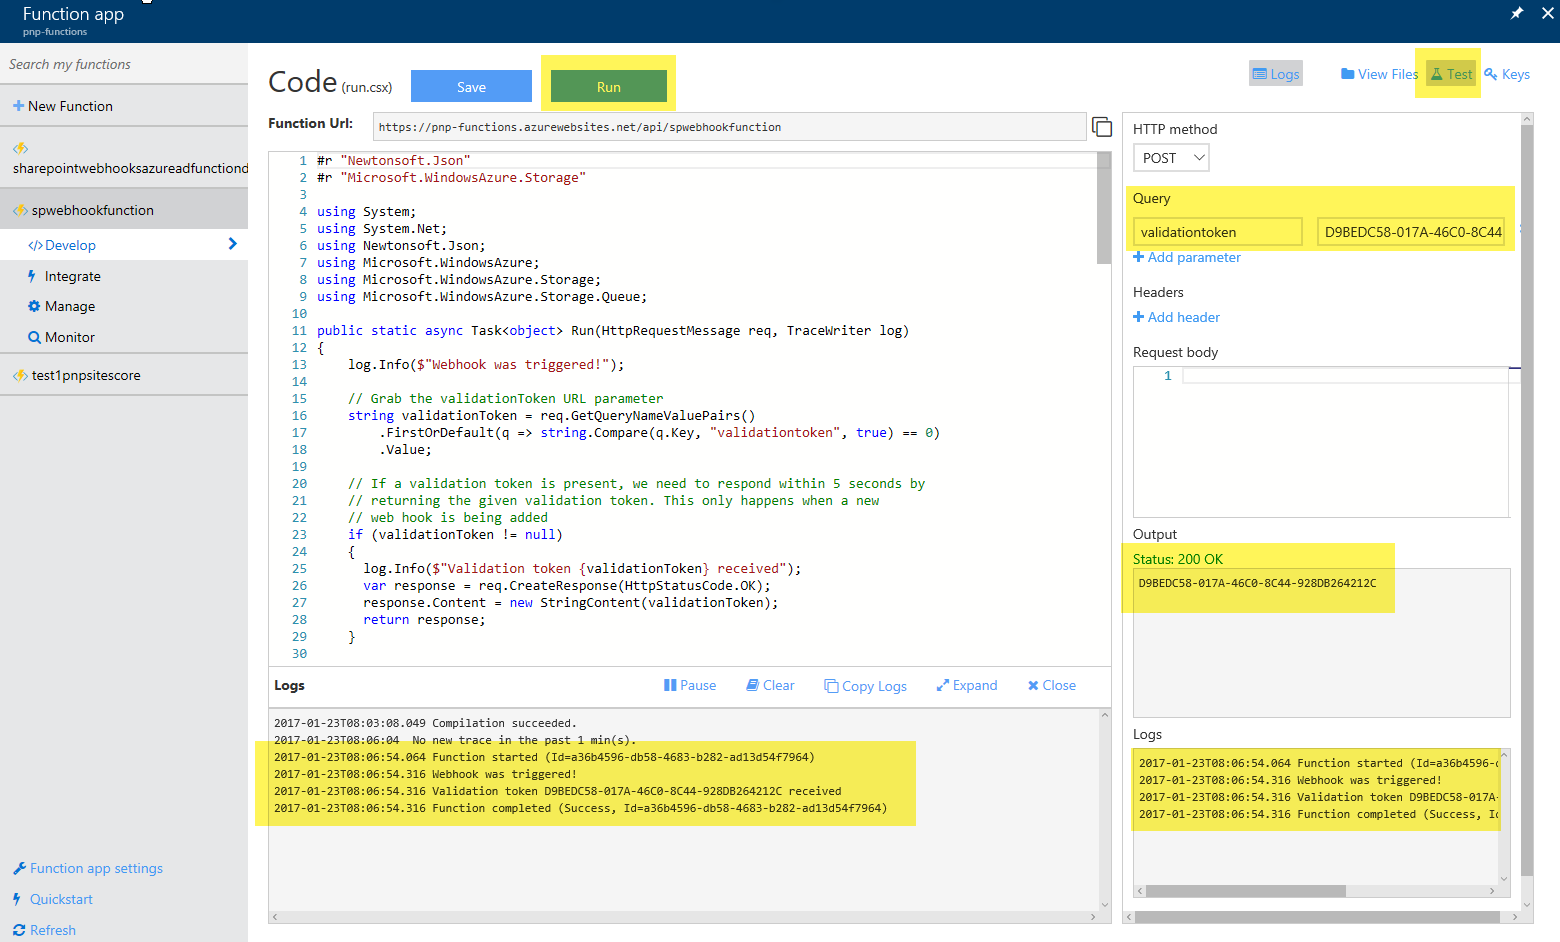 Function app
pnp-functions
Search my functions
New Function
sharepointwebhooksazureadfunctiond
spwebhookfunction
Develop
Integrate
Manage
Monitor
test1pnpsitescore
Function app settings
Quickstart
Refresh
Code (run.csx)
Save
Run
Logs
View Files
Test
Keys
Function Url:
https://pnp-functions.azurewebsites.net/api/spwebhookfunction
1 #r "Newtonsoft.Json"
2 #r "Microsoft.WindowsAzure.Storage"
3
4 using System;
5 using System.Net;
6 using Newtonsoft.Json;
7 using Microsoft.WindowsAzure;
8 using Microsoft.WindowsAzure.Storage;
9 using Microsoft.WindowsAzure.Storage.Queue;
10
11 public static async Task<object> Run(HttpRequestMessage req, TraceWriter log)
12 {
13 log.Info($"Webhook was triggered!");
14
15 // Grab the validationToken URL parameter
16 string validationToken = req.GetQueryNameValuePairs()
17 .FirstOrDefault(q => string.Compare(q.Key, "validationtoken", true) == 0)
18 .Value;
19
20 // If a validation token is present, we need to respond within 5 seconds by
21 // returning the given validation token. This only happens when a new
22 // web hook is being added
23 if (validationToken != null)
24 {
25 log.Info($"Validation token {validationToken} received");
26 var response = req.CreateResponse(HttpStatusCode.OK);
27 response.Content = new StringContent(validationToken);
28 return response;
29 }
30
Logs
Pause
Clear
Copy Logs
Expand
Close
2017-01-23T08:03:08.049 Compilation succeeded.
2017-01-23T08:06:04 No new trace in the past 1 min(s).
2017-01-23T08:06:54.064 Function started (Id=a36b4596-db58-4683-b282-ad13d54f7964)
2017-01-23T08:06:54.316 Webhook was triggered!
2017-01-23T08:06:54.316 Validation token D9BEDC58-017A-46C0-8C44-928DB264212C received
2017-01-23T08:06:54.316 Function completed (Success, Id=a36b4596-db58-4683-b282-ad13d54f7964)
HTTP method
POST
Query
validationtoken
D9BEDC58-017A-46C0-8C44
Add parameter
Headers
Add header
Request body
1
Output
Status: 200 OK
D9BEDC58-017A-46C0-8C44-928DB264212C
Logs
2017-01-23T08:06:54.064 Function started (Id=a36b4596-
2017-01-23T08:06:54.316 Webhook was triggered!
2017-01-23T08:06:54.316 Validation token D9BEDC58-017A-
2017-01-23T08:06:54.316 Function completed (Success, Id